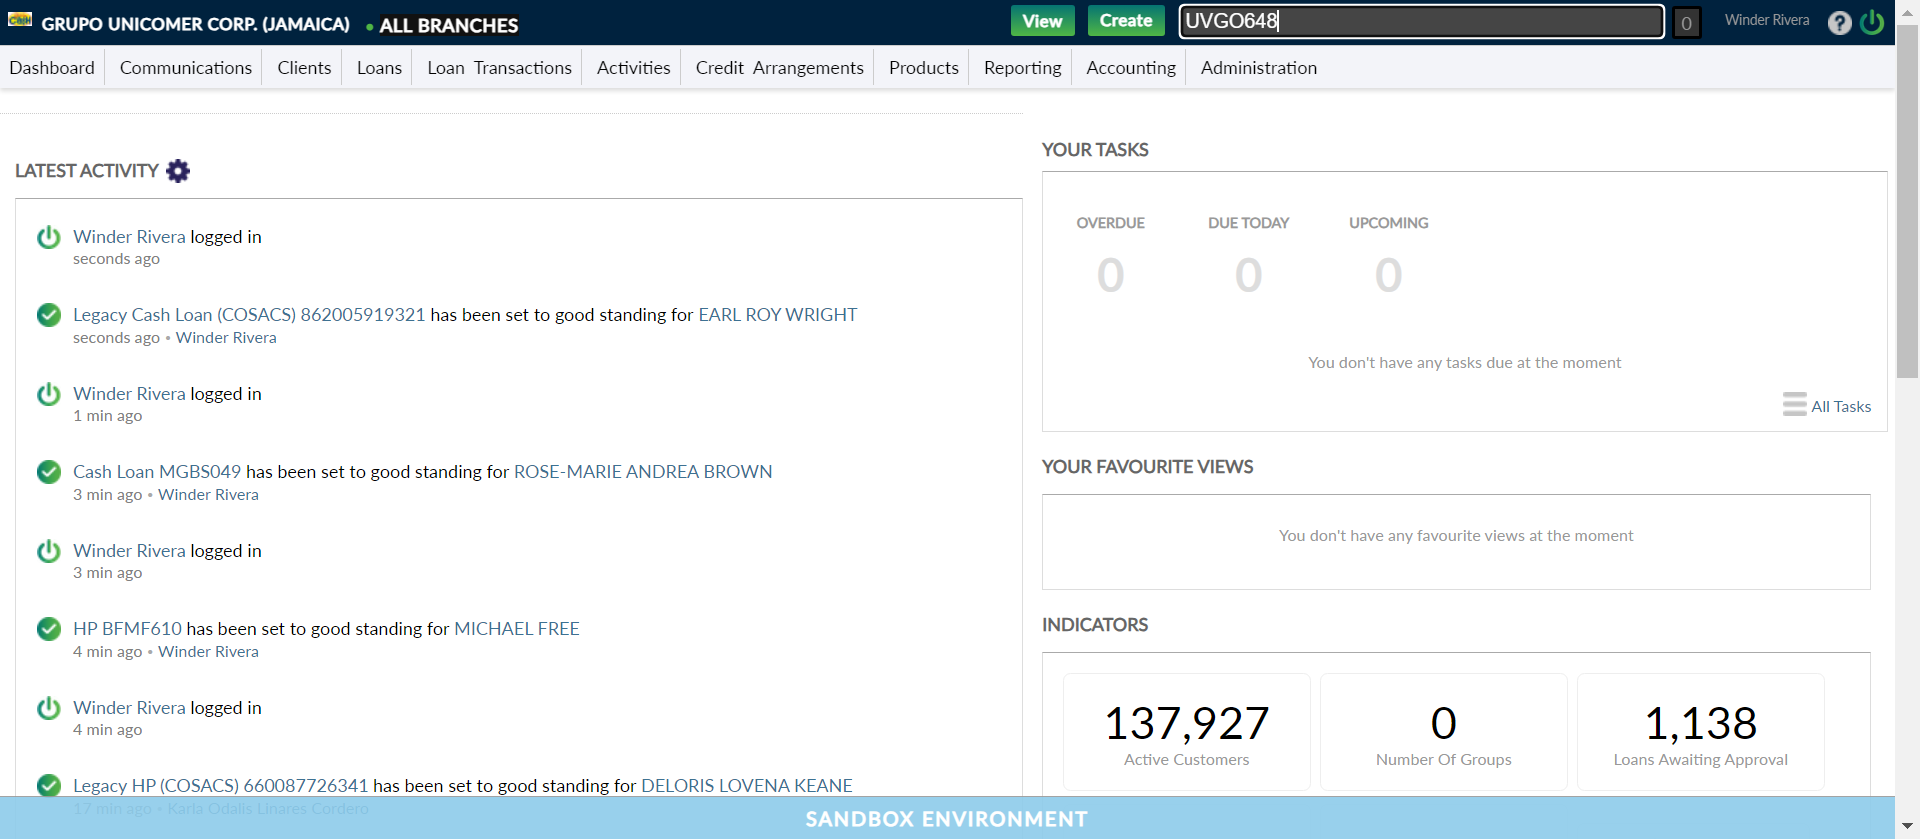 Cash
GRUPO UNICOMER CORP. (JAMAICA) • ALL BRANCHES
View Create UVGO648 0 Winder Rivera ?
Dashboard Communications Clients Loans Loan Transactions Activities Credit Arrangements Products Reporting Accounting Administration
LATEST ACTIVITY
Winder Rivera logged in
seconds ago
Legacy Cash Loan (COSACS) 862005919321 has been set to good standing for EARL ROY WRIGHT
seconds ago • Winder Rivera
Winder Rivera logged in
1 min ago
Cash Loan MGBS049 has been set to good standing for ROSE-MARIE ANDREA BROWN
3 min ago • Winder Rivera
Winder Rivera logged in
3 min ago
HP BFMF610 has been set to good standing for MICHAEL FREE
4 min ago • Winder Rivera
Winder Rivera logged in
4 min ago
Legacy HP (COSACS) 660087726341 has been set to good standing for DELORIS LOVENA KEANE
17 min ago • Karla Odalis Linares Cordero
YOUR TASKS
OVERDUE DUE TODAY UPCOMING
0 0 0
You don't have any tasks due at the moment
All Tasks
YOUR FAVOURITE VIEWS
You don't have any favourite views at the moment
INDICATORS
137,927 0 1,138
Active Customers Number Of Groups Loans Awaiting Approval
SANDBOX ENVIRONMENT